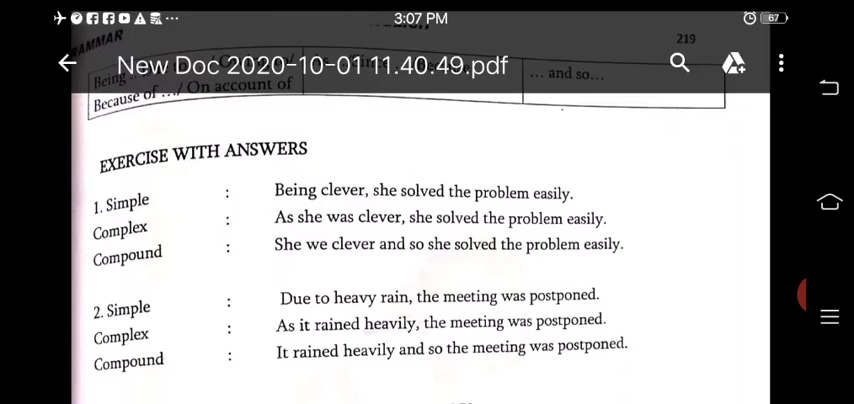 3:07 PM
67
RAMMAR
219
New Doc 2020-10-01 11.40.49.pdf
Being
... and so...
Because of .../ On account of
EXERCISE WITH ANSWERS
1. Simple : Being clever, she solved the problem easily.
Complex : As she was clever, she solved the problem easily.
Compound : She we clever and so she solved the problem easily.
2. Simple : Due to heavy rain, the meeting was postponed.
Complex : As it rained heavily, the meeting was postponed.
Compound : It rained heavily and so the meeting was postponed.